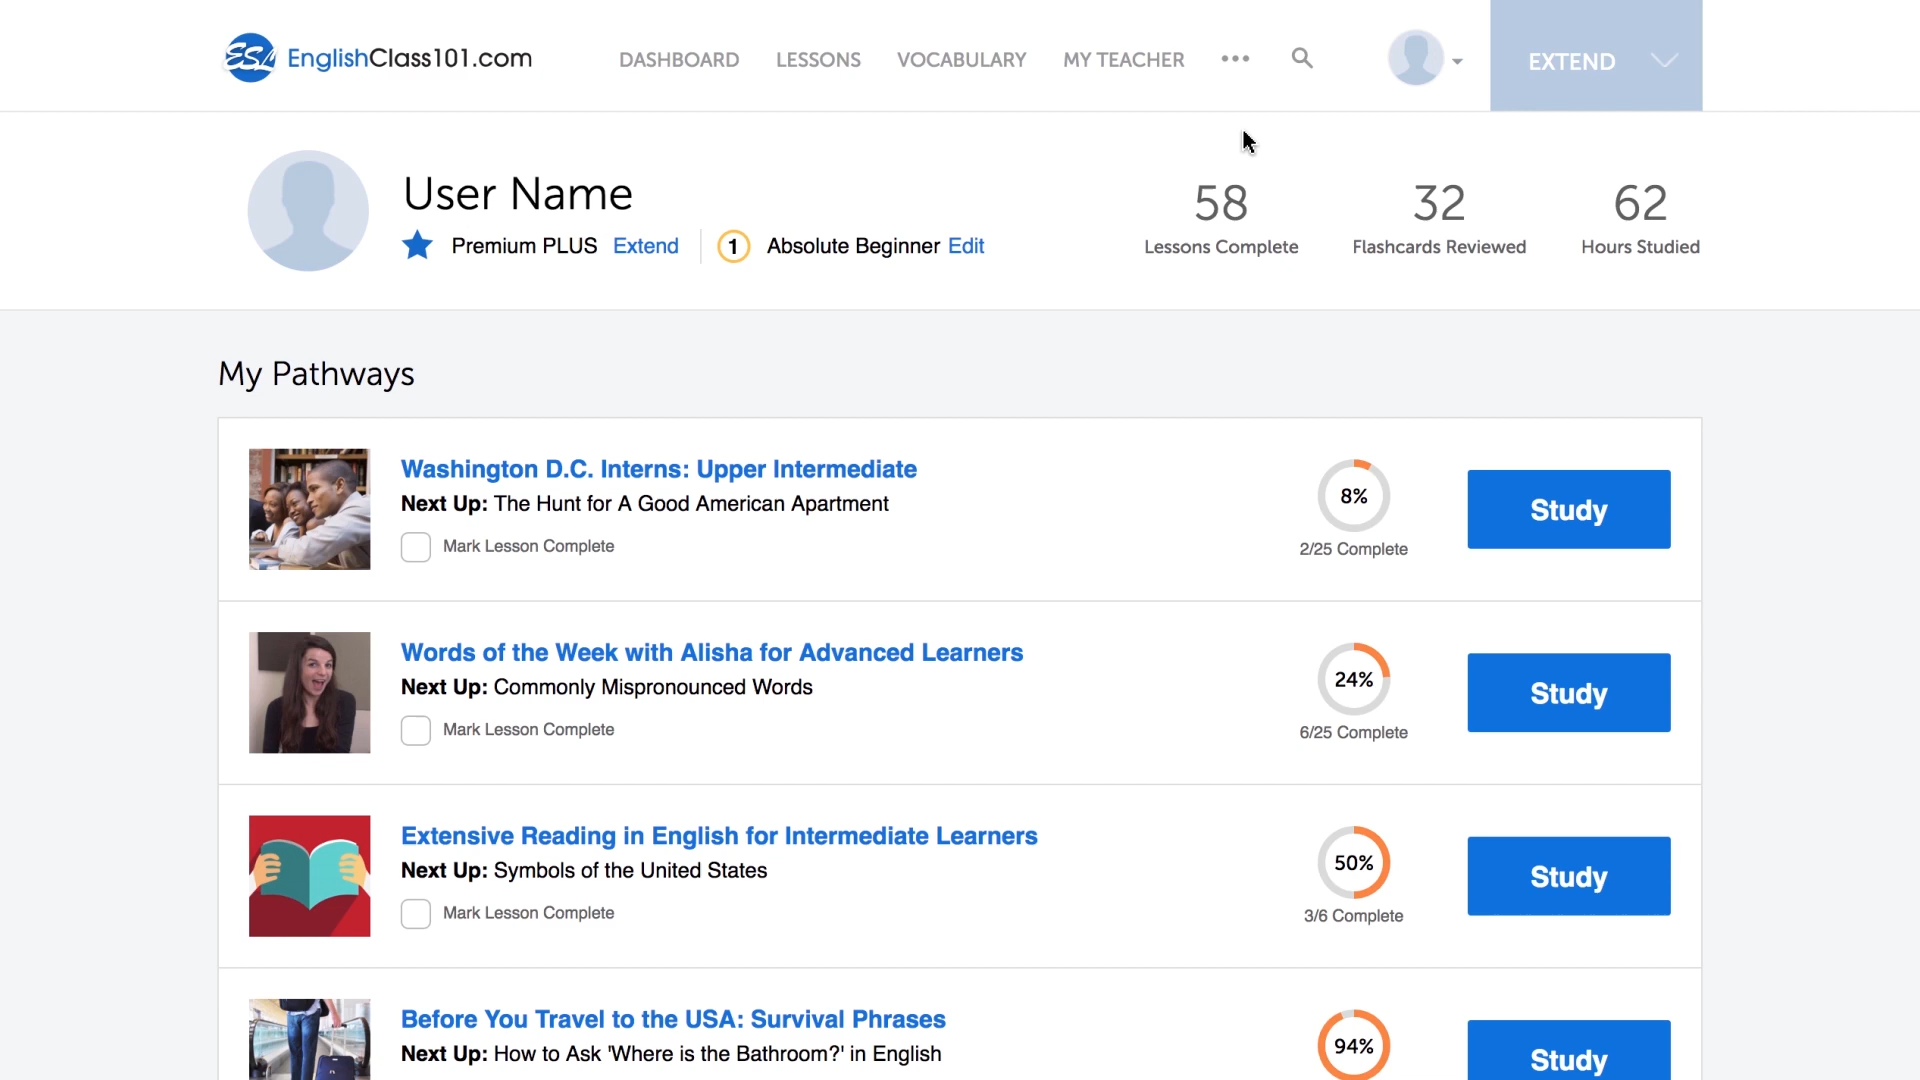 ESL EnglishClass101.com DASHBOARD LESSONS VOCABULARY MY TEACHER EXTEND
User Name
Premium PLUS Extend 1 Absolute Beginner Edit
58 Lessons Complete
32 Flashcards Reviewed
62 Hours Studied
My Pathways
Washington D.C. Interns: Upper Intermediate
Next Up: The Hunt for A Good American Apartment
Mark Lesson Complete
8%
2/25 Complete
Study
Words of the Week with Alisha for Advanced Learners
Next Up: Commonly Mispronounced Words
Mark Lesson Complete
24%
6/25 Complete
Study
Extensive Reading in English for Intermediate Learners
Next Up: Symbols of the United States
Mark Lesson Complete
50%
3/6 Complete
Study
Before You Travel to the USA: Survival Phrases
Next Up: How to Ask 'Where is the Bathroom?' in English
94%
Study